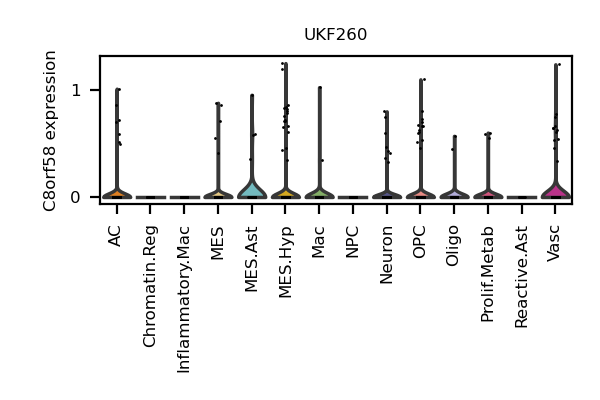 UKF260
C8orf58 expression
1
0
AC
Chromatin.Reg
Inflammatory.Mac
MES
MES.Ast
MES.Hyp
Mac
NPC
Neuron
OPC
Oligo
Prolif.Metab
Reactive.Ast
Vasc